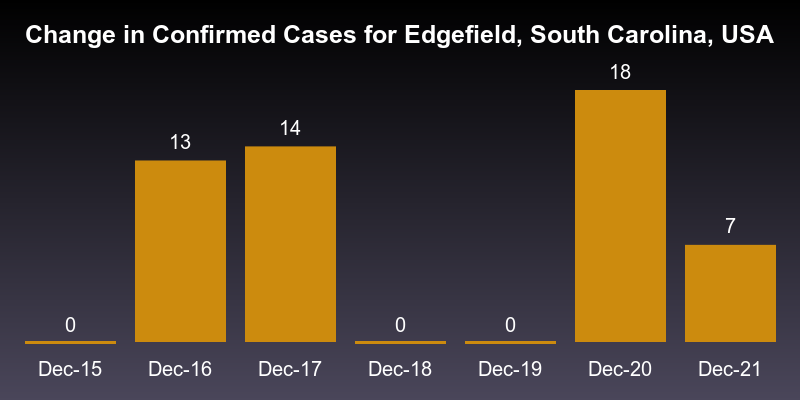 Change in Confirmed Cases for Edgefield, South Carolina, USA
18
14
13
7
0 0 0
Dec-15 Dec-16 Dec-17 Dec-18 Dec-19 Dec-20 Dec-21